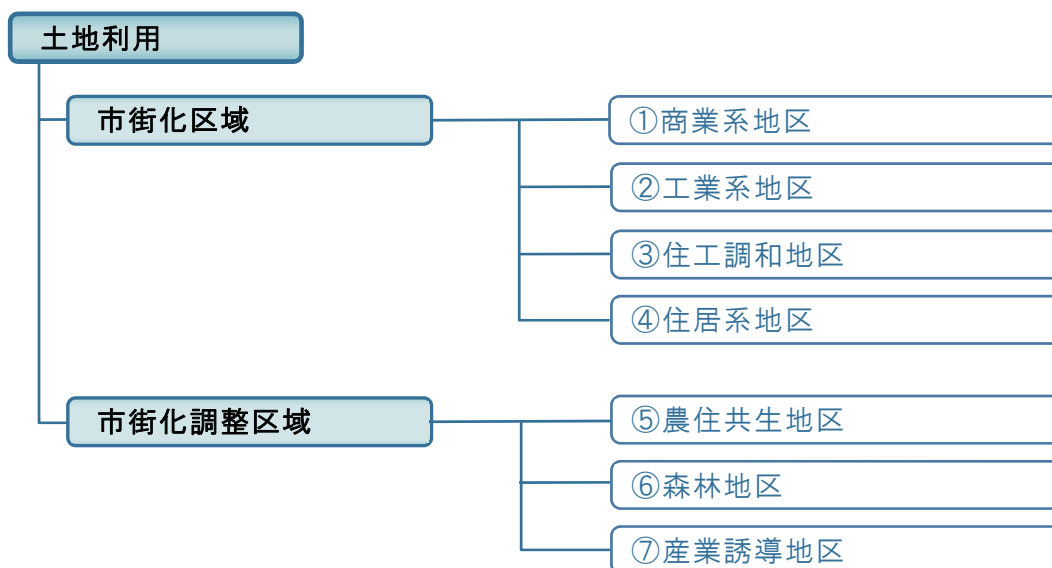 土地利用
市街化区域
①商業系地区
②工業系地区
③住工調和地区
④住居系地区
市街化調整区域
⑤農住共生地区
⑥森林地区
⑦産業誘導地区